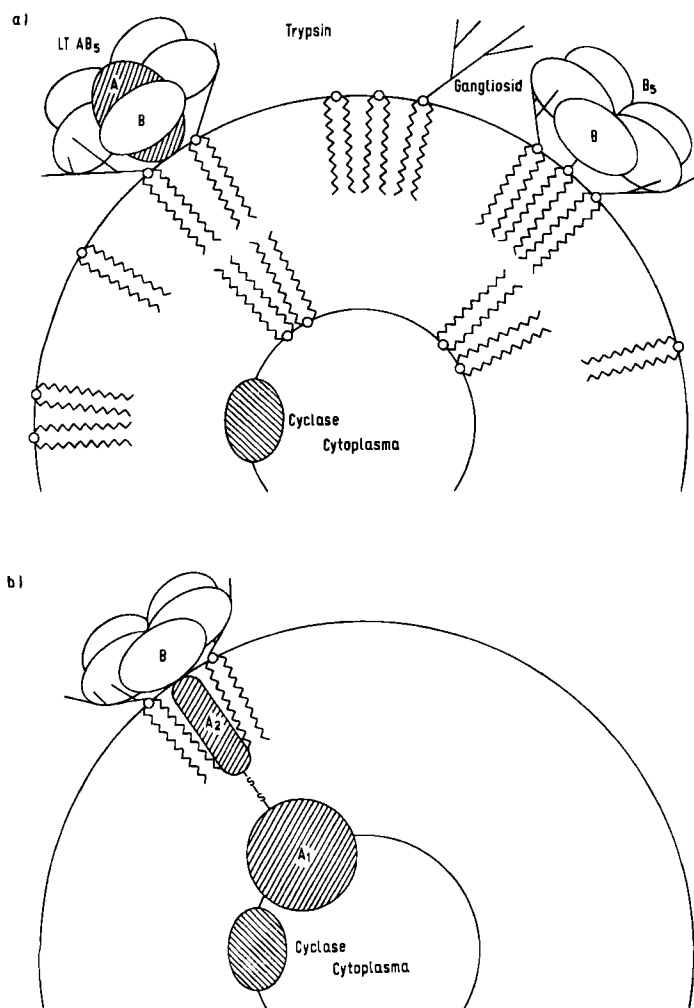 a)
Trypsin
LT AB5
A
B
Gangliosid
B5
B
Cyclase
Cytoplasma
b)
B
A2
S
S
A1
Cyclase
Cytoplasma